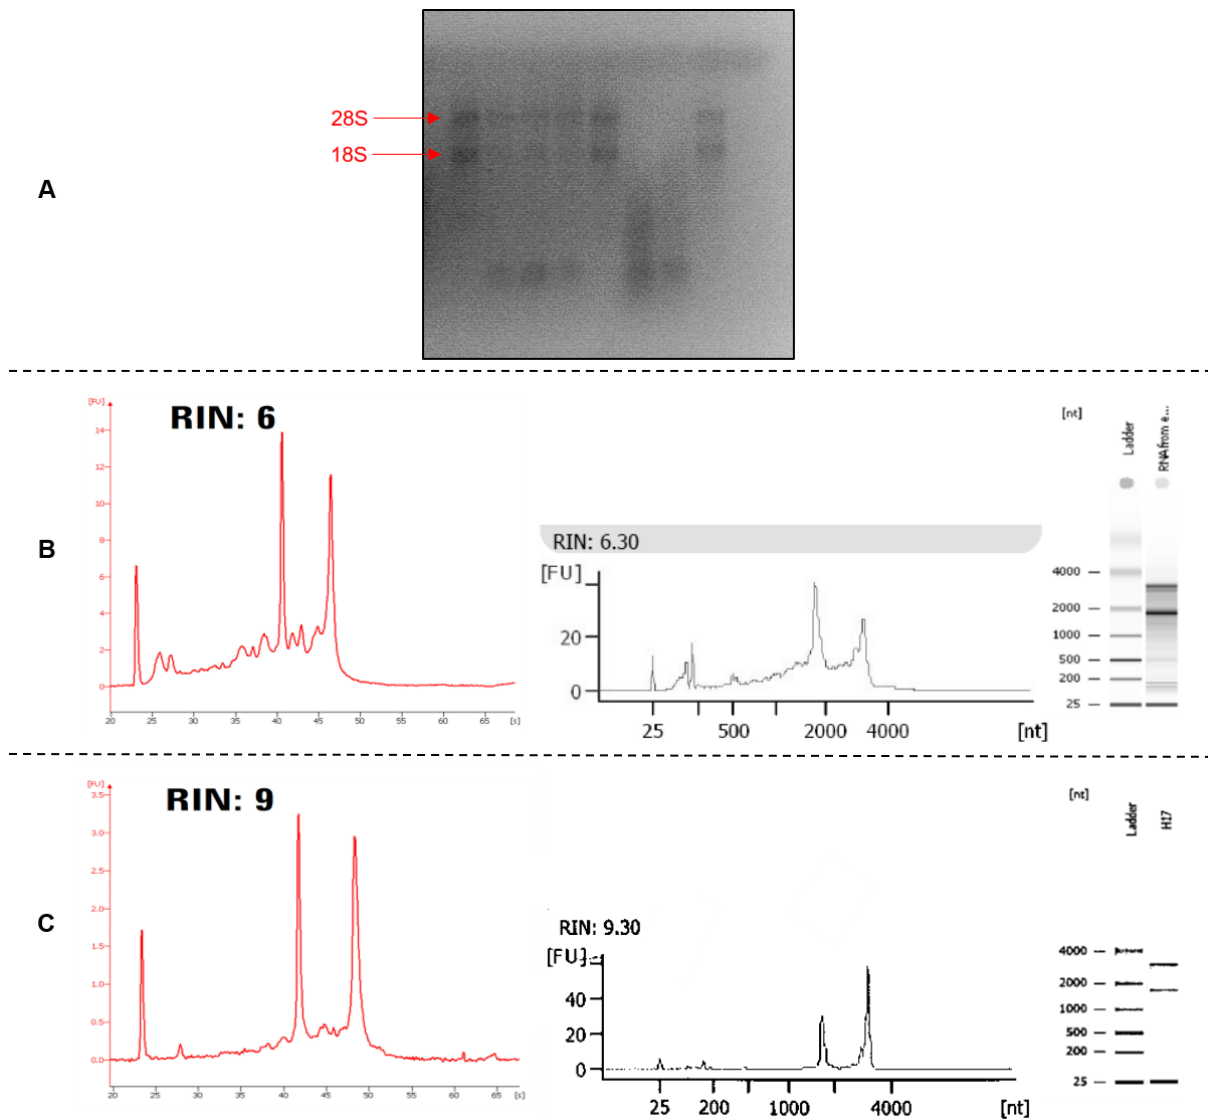 A
28S
18S
B
[FU]
RIN: 6
14
12
10
8
6
4
2
0
20 25 30 35 40 45 50 55 60 65 [s]
RIN: 6.30
[FU]
20
0
25 500 2000 4000 [nt]
[nt]
Ladder
RNA from e...
4000
2000
1000
500
200
25
C
[FU]
RIN: 9
3.5
3.0
2.5
2.0
1.5
1.0
0.5
0.0
20 25 30 35 40 45 50 55 60 65 [s]
RIN: 9.30
[FU]
40
20
0
25 200 1000 4000 [nt]
[nt]
Ladder
H17
4000
2000
1000
500
200
25